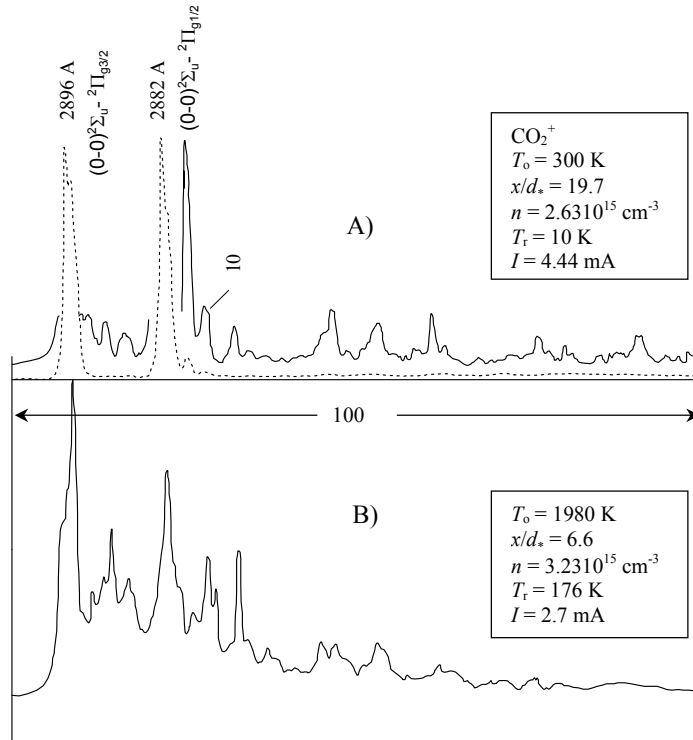 2896 A
(0-0)²Σᵤ- ²Πg3/2
2882 A
(0-0)²Σᵤ- ²Πg1/2
CO₂⁺
Tₒ = 300 K
x/d* = 19.7
n = 2.6310¹⁵ cm⁻³
Tᵣ = 10 K
I = 4.44 mA
A)
10
100
B)
Tₒ = 1980 K
x/d* = 6.6
n = 3.2310¹⁵ cm⁻³
Tᵣ = 176 K
I = 2.7 mA